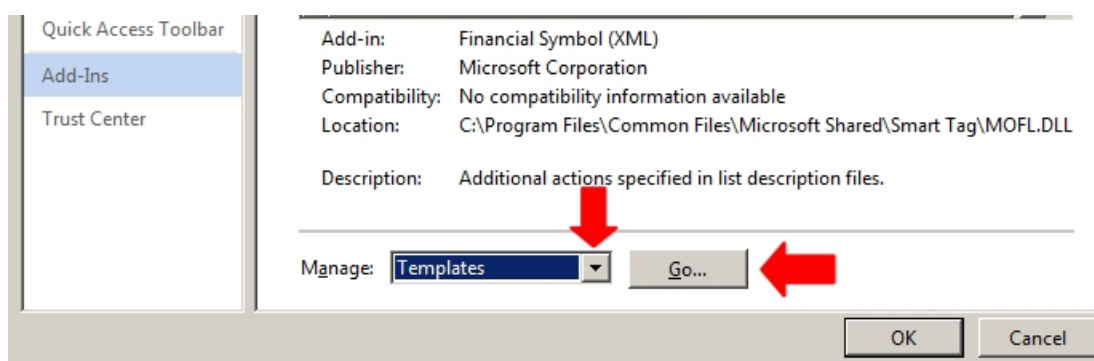 Quick Access Toolbar
Add-Ins
Trust Center
Add-in: Financial Symbol (XML)
Publisher: Microsoft Corporation
Compatibility: No compatibility information available
Location: C:\Program Files\Common Files\Microsoft Shared\Smart Tag\MOFL.DLL
Description: Additional actions specified in list description files.
Manage: Templates Go...
OK Cancel